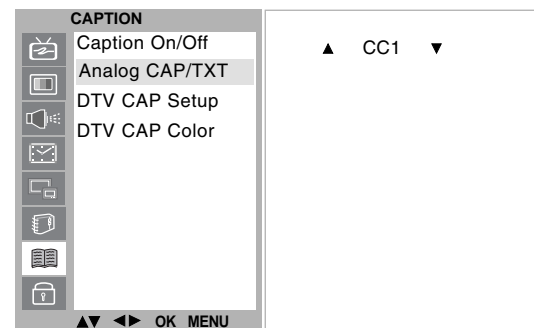 CAPTION
Caption On/Off
Analog CAP/TXT
DTV CAP Setup
DTV CAP Color
▲▼ ◄► OK MENU
▲ CC1 ▼